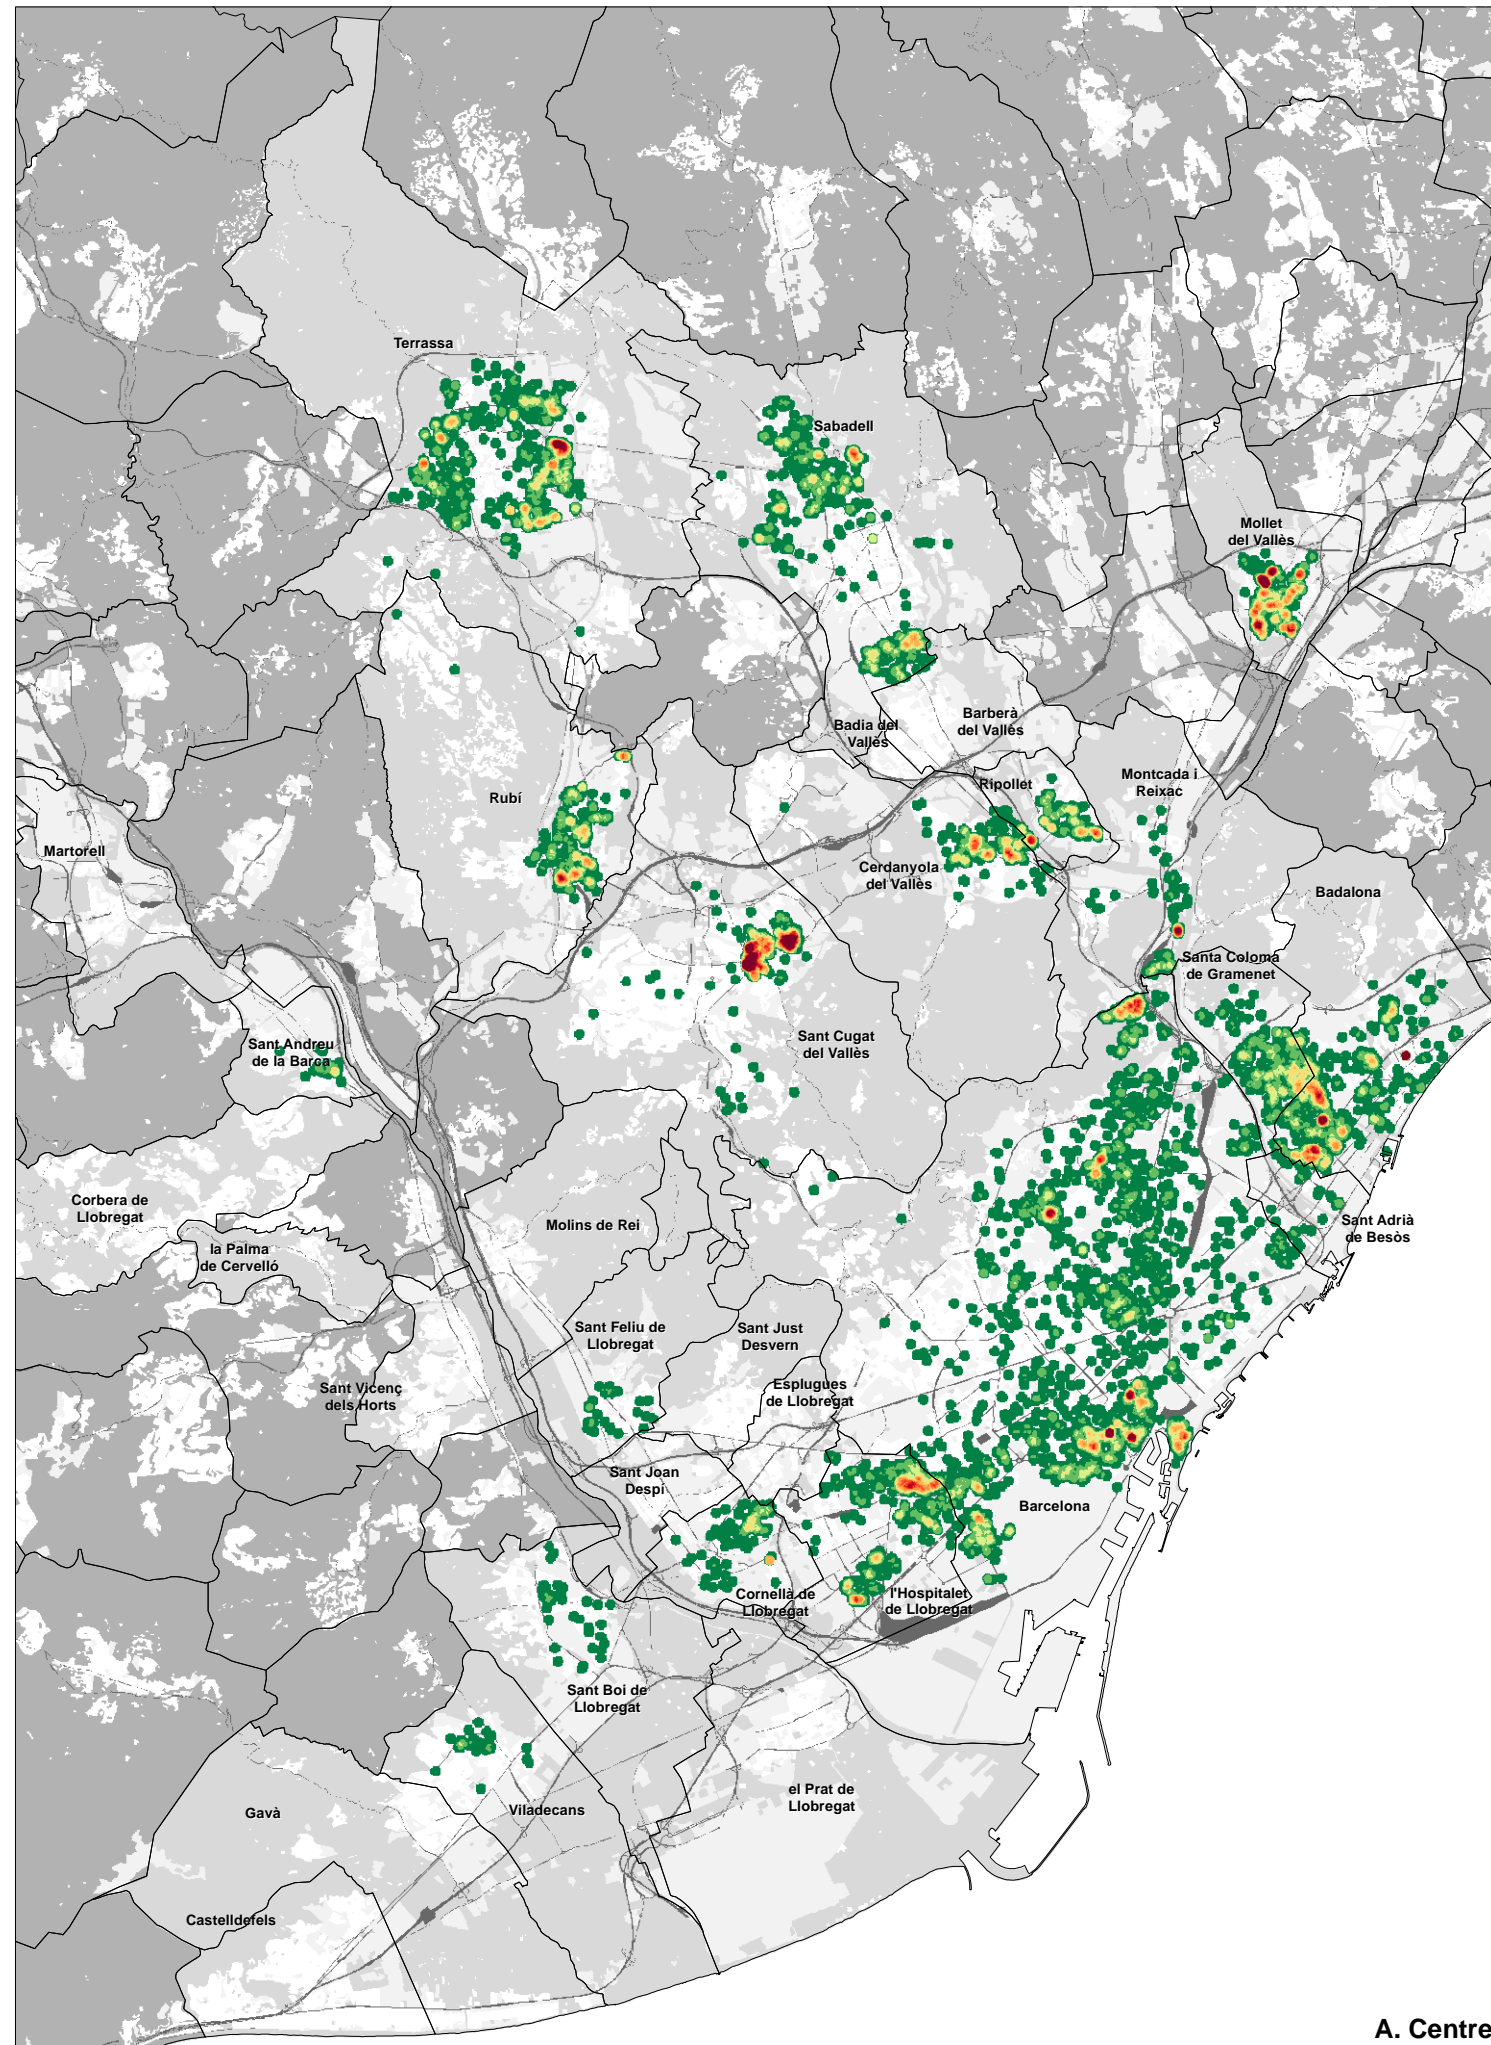 Terrassa
Sabadell
Mollet
del Vallès
Badia del
Vallès
Barberà
del Vallès
Rubí
Ripollet
Montcada i
Reixac
Martorell
Cerdanyola
del Vallès
Badalona
Santa Coloma
de Gramenet
Sant Andreu
de la Barca
Sant Cugat
del Vallès
Corbera de
Llobregat
la Palma
de Cervelló
Molins de Rei
Sant Adrià
de Besòs
Sant Feliu de
Llobregat
Sant Just
Desvern
Sant Vicenç
dels Horts
Esplugues
de Llobregat
Sant Joan
Despí
Barcelona
Cornellà de
Llobregat
l'Hospitalet
de Llobregat
Sant Boi de
Llobregat
el Prat de
Llobregat
Gavà
Viladecans
Castelldefels
A. Centre